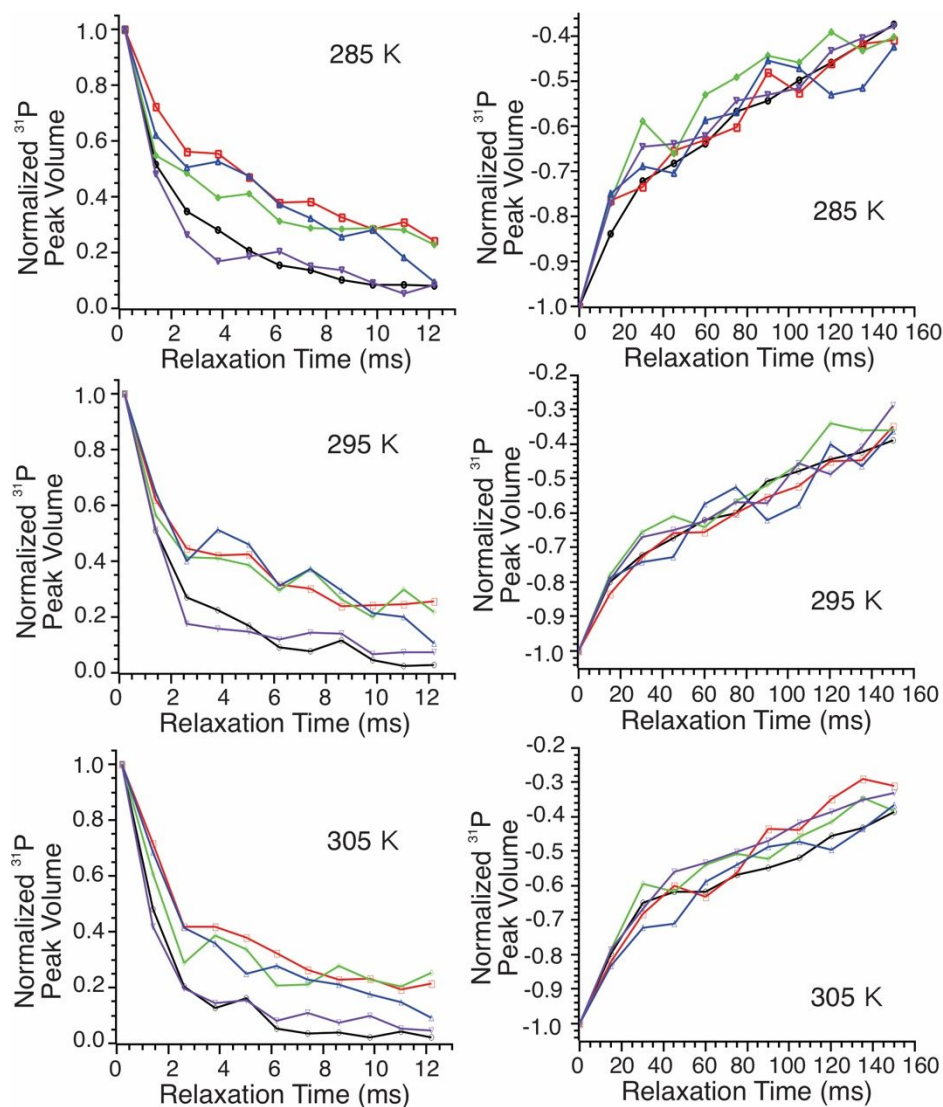 Normalized ³¹P
Peak Volume
1.0
0.8
0.6
0.4
0.2
0.0
285 K
0 2 4 6 8 10 12
Relaxation Time (ms)
Normalized ³¹P
Peak Volume
-0.4
-0.5
-0.6
-0.7
-0.8
-0.9
-1.0
285 K
0 20 40 60 80 100 120 140 160
Relaxation Time (ms)
Normalized ³¹P
Peak Volume
1.0
0.8
0.6
0.4
0.2
0.0
295 K
0 2 4 6 8 10 12
Relaxation Time (ms)
Normalized ³¹P
Peak Volume
-0.2
-0.3
-0.4
-0.5
-0.6
-0.7
-0.8
-0.9
-1.0
295 K
0 20 40 60 80 100 120 140 160
Relaxation Time (ms)
Normalized ³¹P
Peak Volume
1.0
0.8
0.6
0.4
0.2
0.0
305 K
0 2 4 6 8 10 12
Relaxation Time (ms)
Normalized ³¹P
Peak Volume
-0.2
-0.3
-0.4
-0.5
-0.6
-0.7
-0.8
-0.9
-1.0
305 K
0 20 40 60 80 100 120 140 160
Relaxation Time (ms)